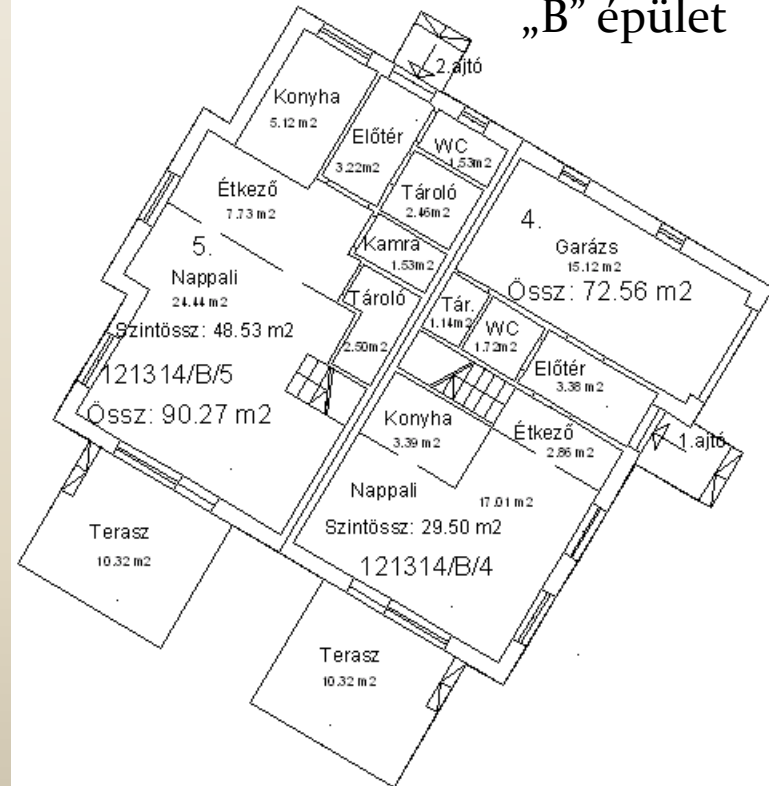 „B” épület
2.ajtó
Konyha
5.12 m2
Előtér
3.22m2
WC
1.53m2
Tároló
2.46m2
Étkező
7.73 m2
Kamra
1.53m2
5.
Nappali
24.44 m2
Tároló
2.50m2
Szintössz: 48.53 m2
121314/B/5
Össz: 90.27 m2
Terasz
10.32 m2
4.
Garázs
15.12 m2
Össz: 72.56 m2
Tár.
1.14m2
WC
1.72m2
Előtér
3.38 m2
1.ajtó
Konyha
3.39 m2
Étkező
2.86 m2
Nappali
17.01 m2
Szintössz: 29.50 m2
121314/B/4
Terasz
10.32 m2